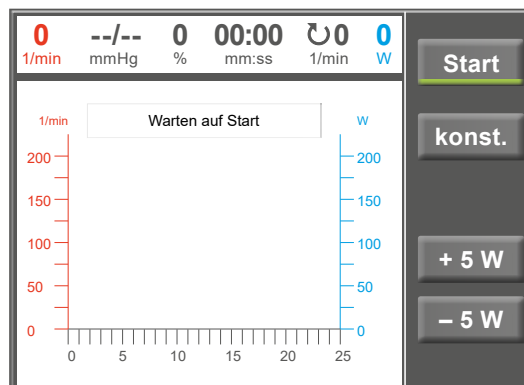 0 --/-- 0 00:00 0 0
1/min mmHg % mm:ss 1/min W
Start
1/min Warten auf Start W
konst.
200 200
150 150
100 100
+ 5 W
50 50
– 5 W
0 0
0 5 10 15 20 25